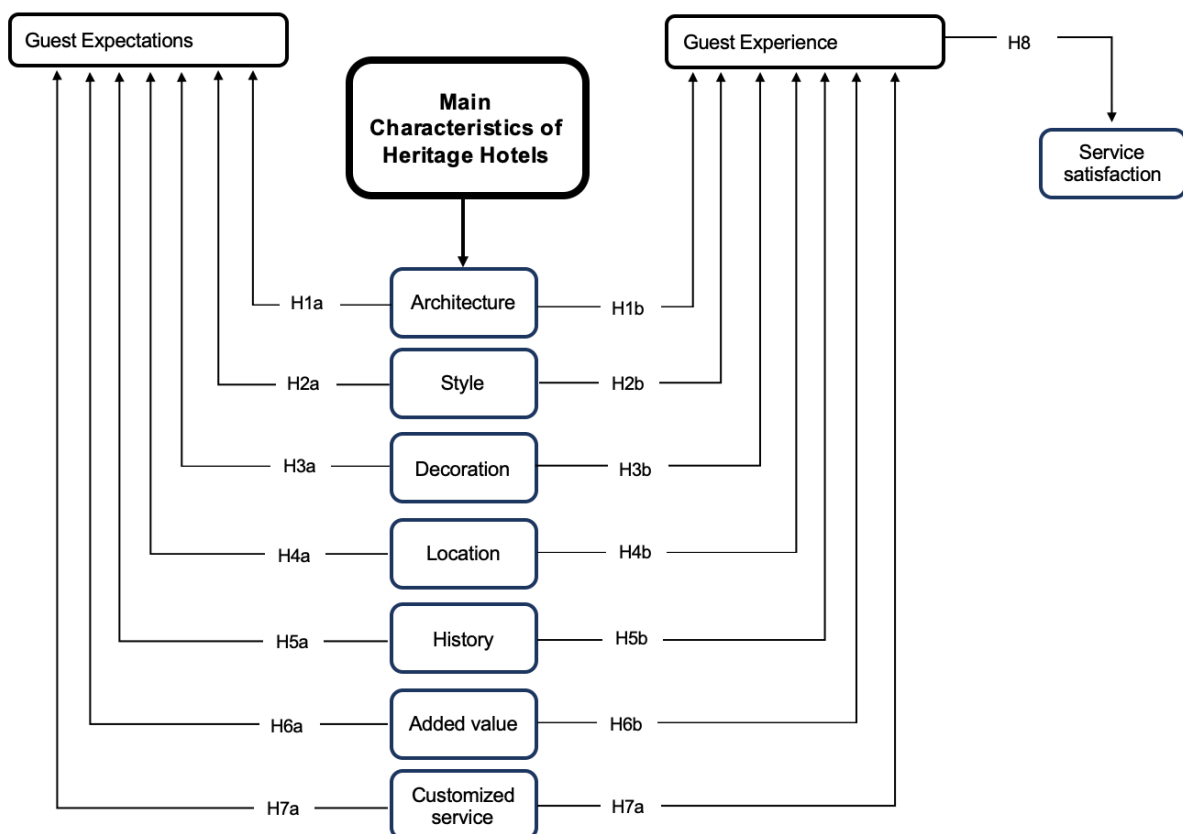 Guest Expectations
Guest Experience
H8
Main
Characteristics of
Heritage Hotels
Service
satisfaction
H1a
Architecture
H1b
H2a
Style
H2b
H3a
Decoration
H3b
H4a
Location
H4b
H5a
History
H5b
H6a
Added value
H6b
H7a
Customized
service
H7a